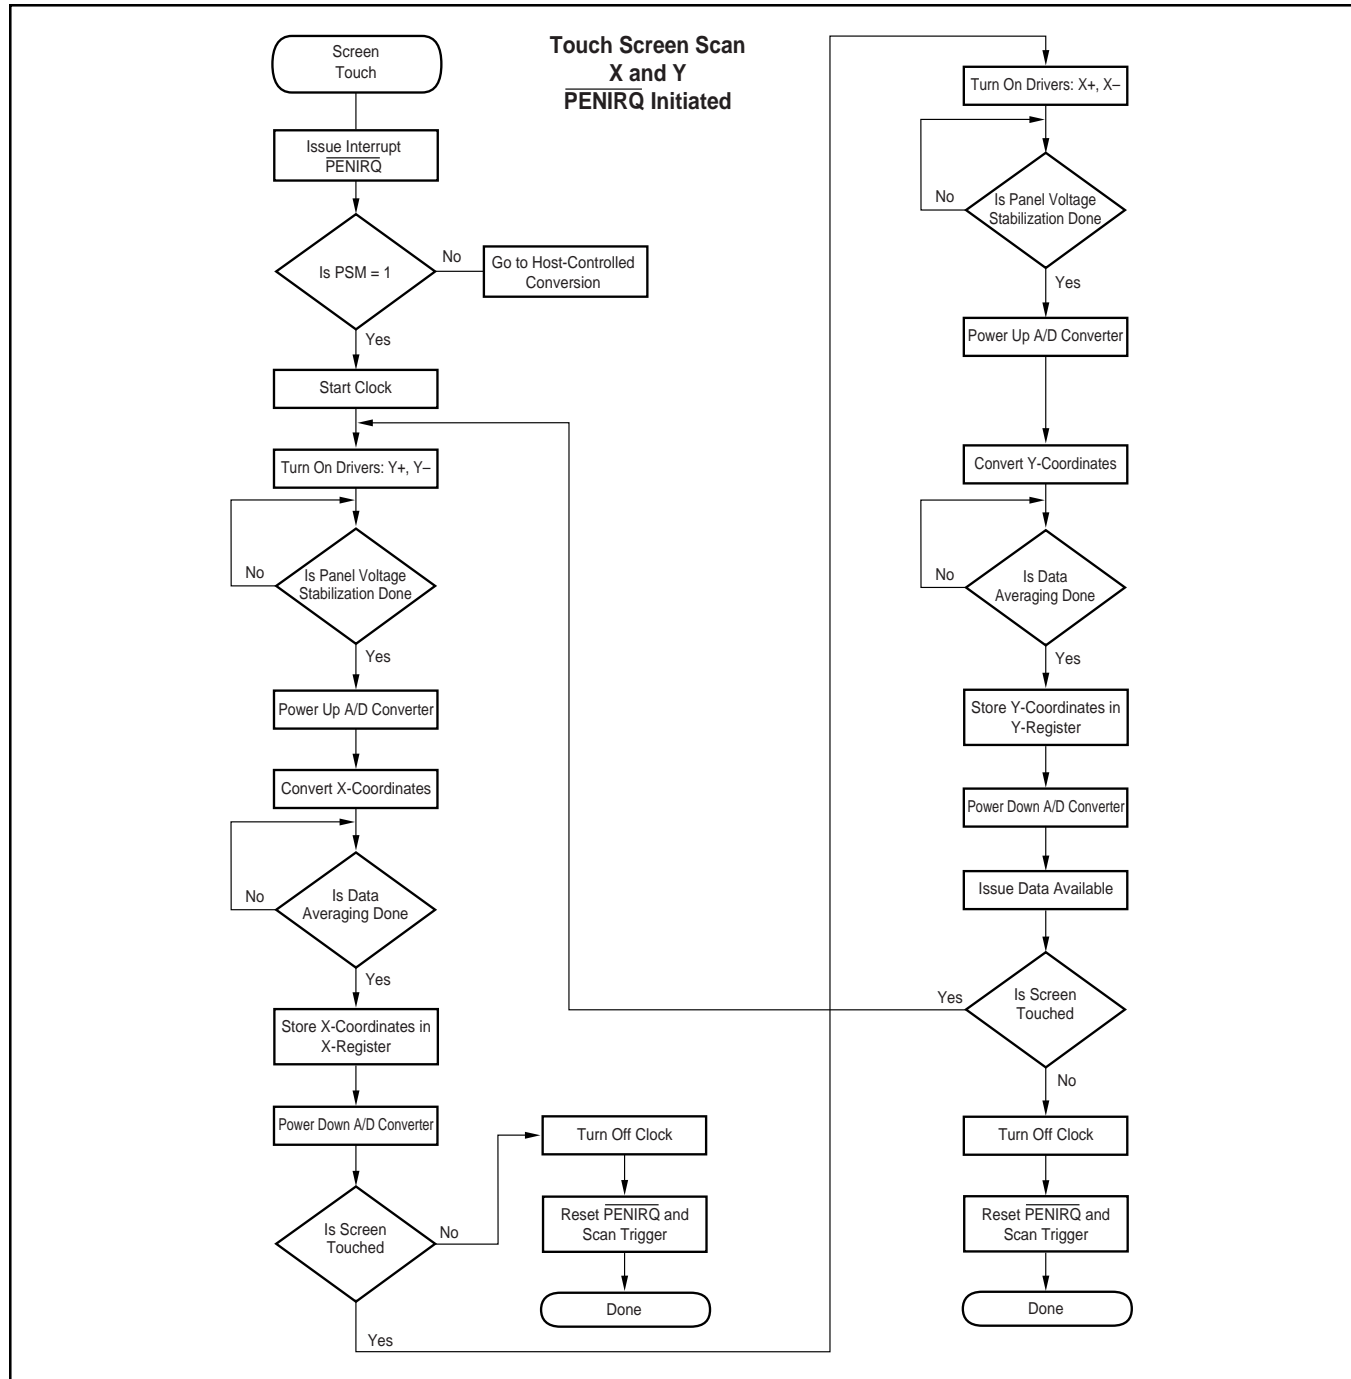 Touch Screen Scan
X and Y
PENIRQ Initiated
Screen
Touch
Issue Interrupt
PENIRQ
Is PSM = 1
No
Go to Host-Controlled
Conversion
Yes
Start Clock
Turn On Drivers: Y+, Y–
Is Panel Voltage
Stabilization Done
No
Yes
Power Up A/D Converter
Convert X-Coordinates
Is Data
Averaging Done
No
Yes
Store X-Coordinates in
X-Register
Power Down A/D Converter
Is Screen
Touched
No
Turn Off Clock
Reset PENIRQ and
Scan Trigger
Done
Yes
Turn On Drivers: X+, X–
Is Panel Voltage
Stabilization Done
No
Yes
Power Up A/D Converter
Convert Y-Coordinates
Is Data
Averaging Done
No
Yes
Store Y-Coordinates in
Y-Register
Power Down A/D Converter
Issue Data Available
Is Screen
Touched
Yes
No
Turn Off Clock
Reset PENIRQ and
Scan Trigger
Done